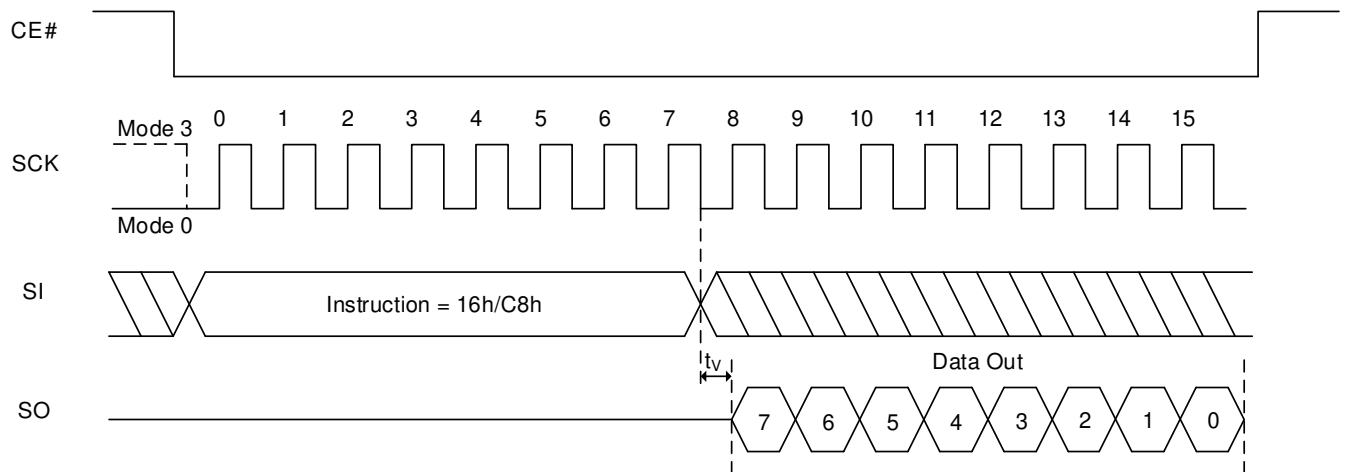 CE#
Mode 3 0 1 2 3 4 5 6 7 8 9 10 11 12 13 14 15
SCK
Mode 0
SI Instruction = 16h/C8h
tV Data Out
SO 7 6 5 4 3 2 1 0